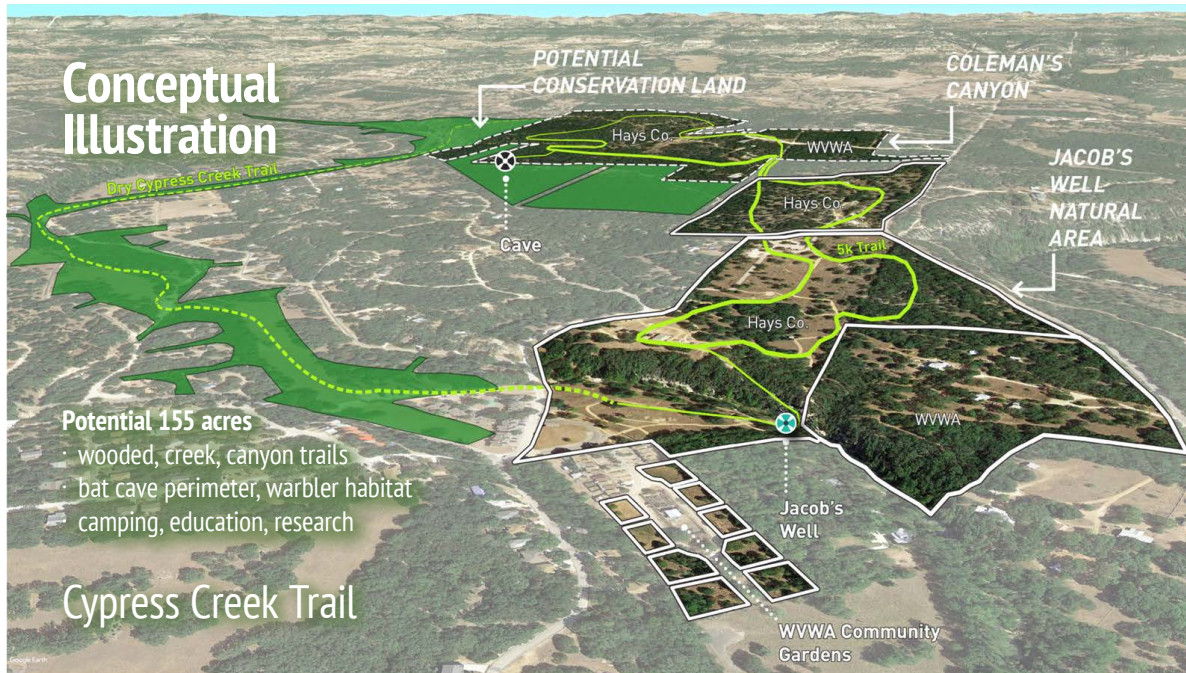 Conceptual
Illustration
POTENTIAL
CONSERVATION LAND
COLEMAN'S
CANYON
Hays Co.
WVWA
JACOB'S
WELL
NATURAL
AREA
Dry Cypress Creek Trail
Cave
Hays Co.
5k Trail
Hays Co.
WVWA
Potential 155 acres
· wooded, creek, canyon trails
· bat cave perimeter, warbler habitat
camping, education, research
Jacob's
Well
Cypress Creek Trail
WVWA Community
Gardens
Google Earth